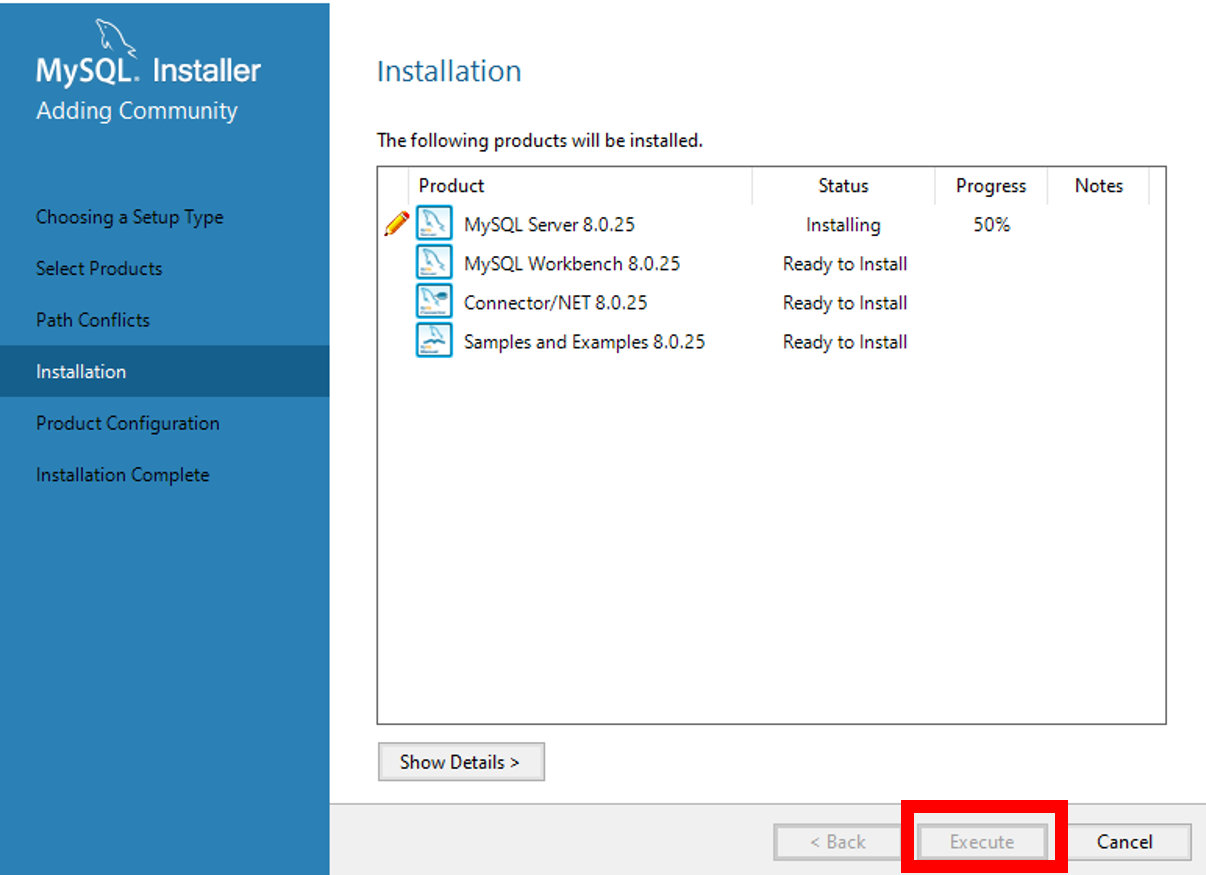 MySQL. Installer
Adding Community
Choosing a Setup Type
Select Products
Path Conflicts
Installation
Product Configuration
Installation Complete
Installation
The following products will be installed.
Product Status Progress Notes
MySQL Server 8.0.25 Installing 50%
MySQL Workbench 8.0.25 Ready to Install
Connector/NET 8.0.25 Ready to Install
Samples and Examples 8.0.25 Ready to Install
Show Details >
< Back Execute Cancel